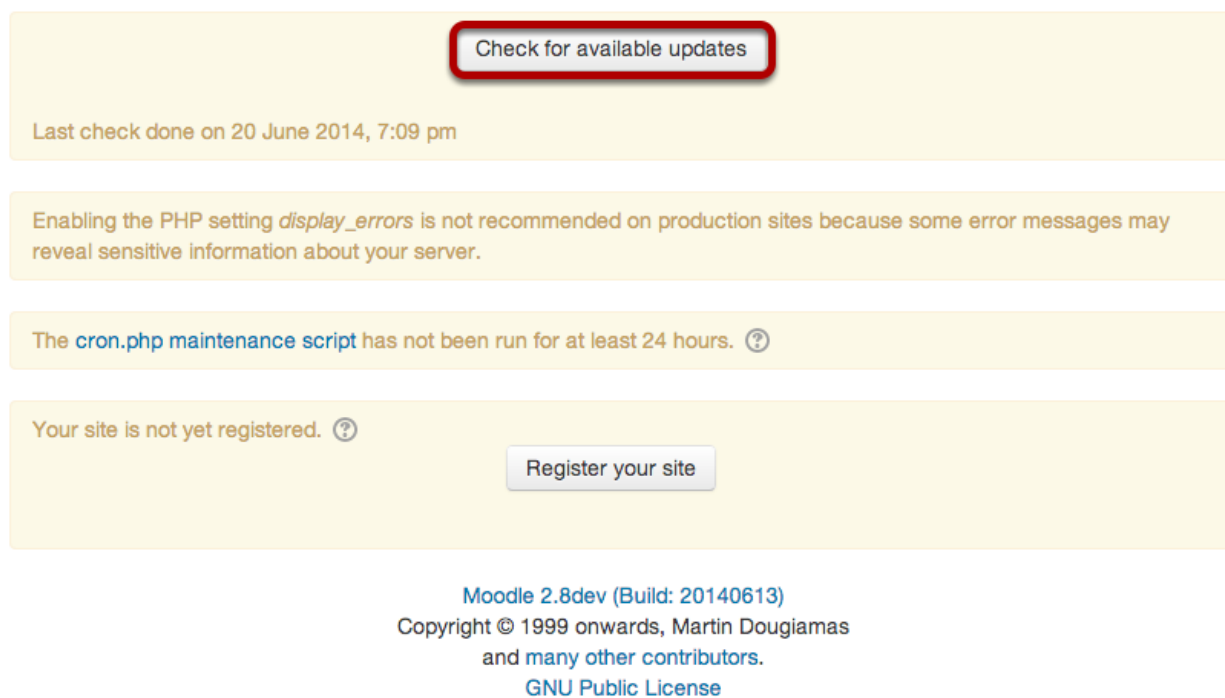 Check for available updates
Last check done on 20 June 2014, 7:09 pm
Enabling the PHP setting display_errors is not recommended on production sites because some error messages may
reveal sensitive information about your server.
The cron.php maintenance script has not been run for at least 24 hours. ?
Your site is not yet registered. ?
Register your site
Moodle 2.8dev (Build: 20140613)
Copyright © 1999 onwards, Martin Dougiamas
and many other contributors.
GNU Public License